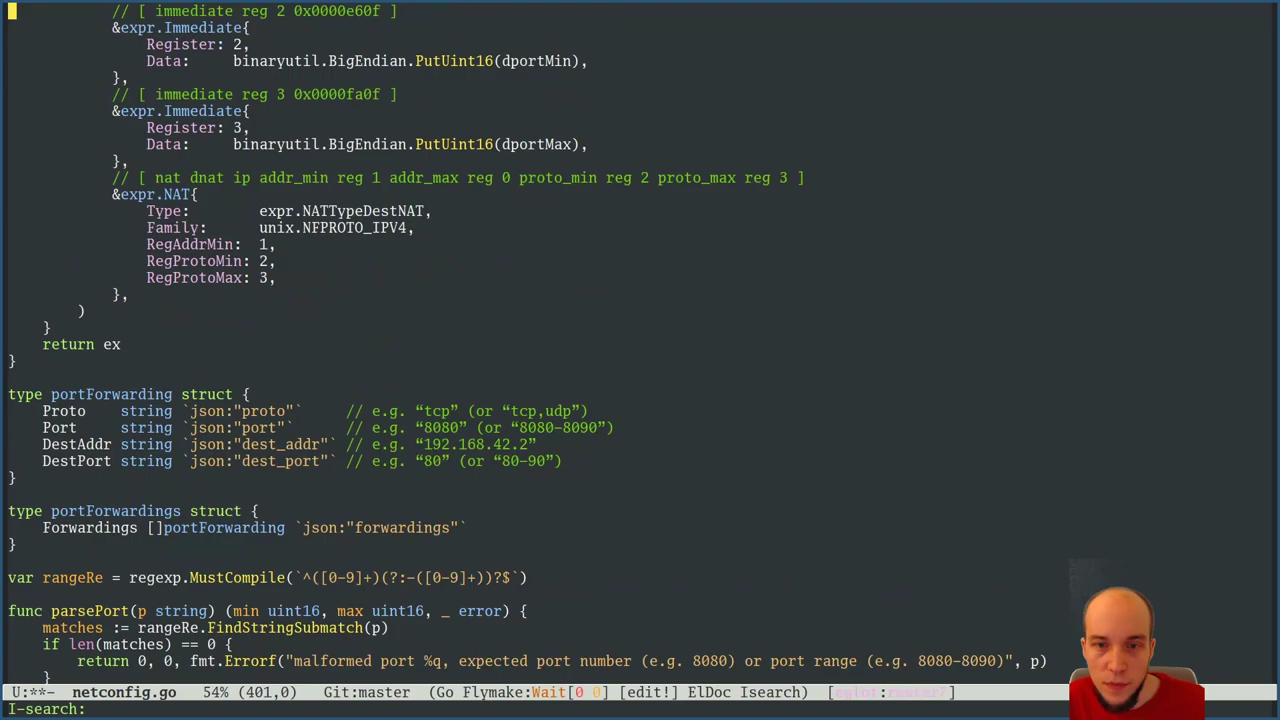 // [ immediate reg 2 0x0000e60f ]
&expr.Immediate{
Register: 2,
Data: binaryutil.BigEndian.PutUint16(dportMin),
},
// [ immediate reg 3 0x0000fa0f ]
&expr.Immediate{
Register: 3,
Data: binaryutil.BigEndian.PutUint16(dportMax),
},
// [ nat dnat ip addr_min reg 1 addr_max reg 0 proto_min reg 2 proto_max reg 3 ]
&expr.NAT{
Type: expr.NATTypeDestNAT,
Family: unix.NFPROTO_IPV4,
RegAddrMin: 1,
RegProtoMin: 2,
RegProtoMax: 3,
},
)
}
return ex
}
type portForwarding struct {
Proto string `json:"proto"` // e.g. “tcp” (or “tcp,udp”)
Port string `json:"port"` // e.g. “8080” (or “8080-8090”)
DestAddr string `json:"dest_addr"` // e.g. “192.168.42.2”
DestPort string `json:"dest_port"` // e.g. “80” (or “80-90”)
}
type portForwardings struct {
Forwardings []portForwarding `json:"forwardings"`
}
var rangeRe = regexp.MustCompile(`^([0-9]+)(?:-([0-9]+))?$`)
func parsePort(p string) (min uint16, max uint16, _ error) {
matches := rangeRe.FindStringSubmatch(p)
if len(matches) == 0 {
return 0, 0, fmt.Errorf("malformed port %q, expected port number (e.g. 8080) or port range (e.g. 8080-8090)", p)
}
U:**- netconfig.go 54% (401,0) Git:master (Go Flymake:Wait[0 0] [edit!] ElDoc Isearch) [eglot:router7]
I-search: